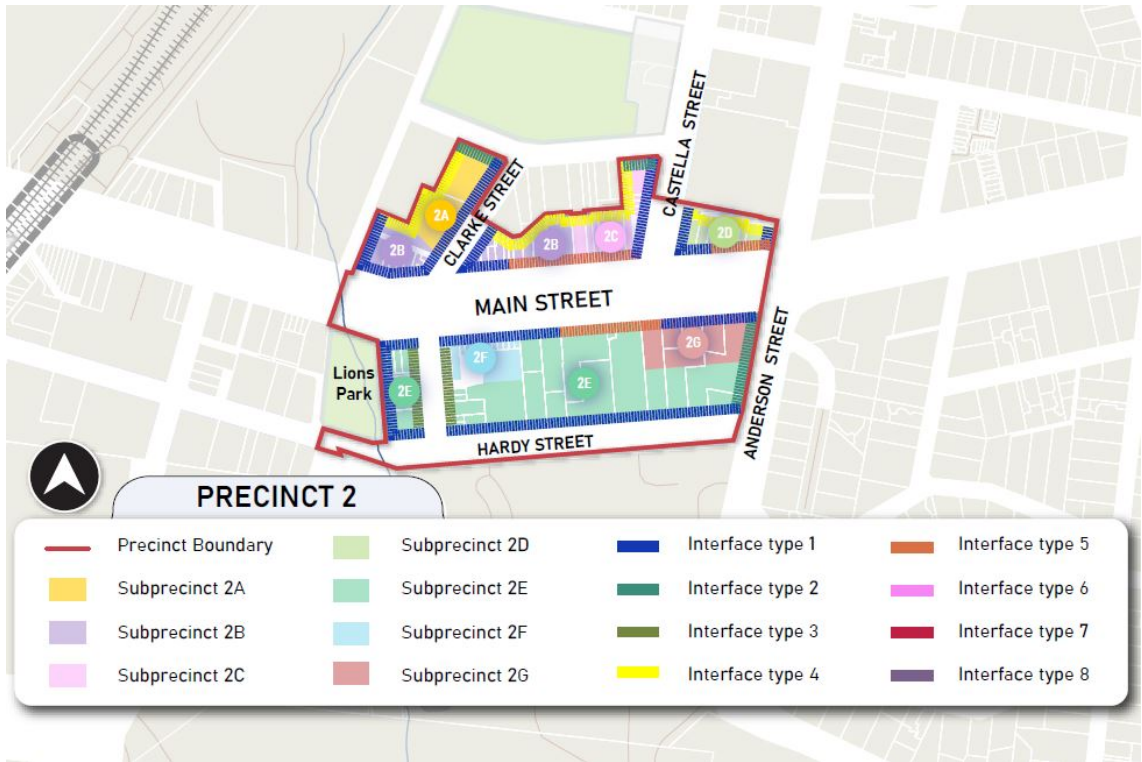 CASTELLA STREET
CLARKE STREET
2A
2B
2B
2C
2D
MAIN STREET
ANDERSON STREET
Lions
Park
2E
2F
2E
2G
HARDY STREET
PRECINCT 2
Precinct Boundary
Subprecinct 2A
Subprecinct 2B
Subprecinct 2C
Subprecinct 2D
Subprecinct 2E
Subprecinct 2F
Subprecinct 2G
Interface type 1
Interface type 2
Interface type 3
Interface type 4
Interface type 5
Interface type 6
Interface type 7
Interface type 8